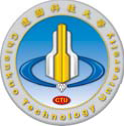 建國科技大學
Chienkuo Technology University
CTU